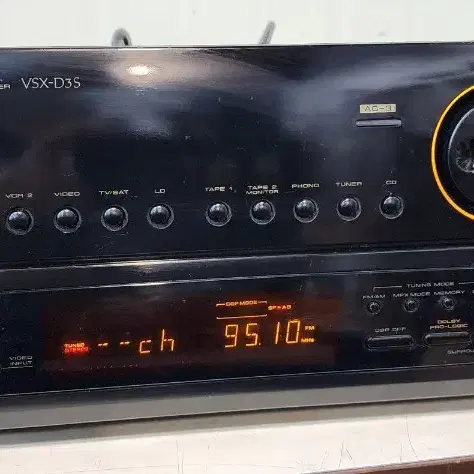 VSX-D3S
AC-3
VCR 2 VIDEO TV/SAT LD TAPE 1 TAPE 2 MONITOR PHONO TUNER CD
TUNING MODE
FM/AM MPX MODE MEMORY
DSP MODE
TUNED
STEREO
--ch 95.10 FM
DSP OFF
DOLBY
PRO-LOGIC
VIDEO
INPUT